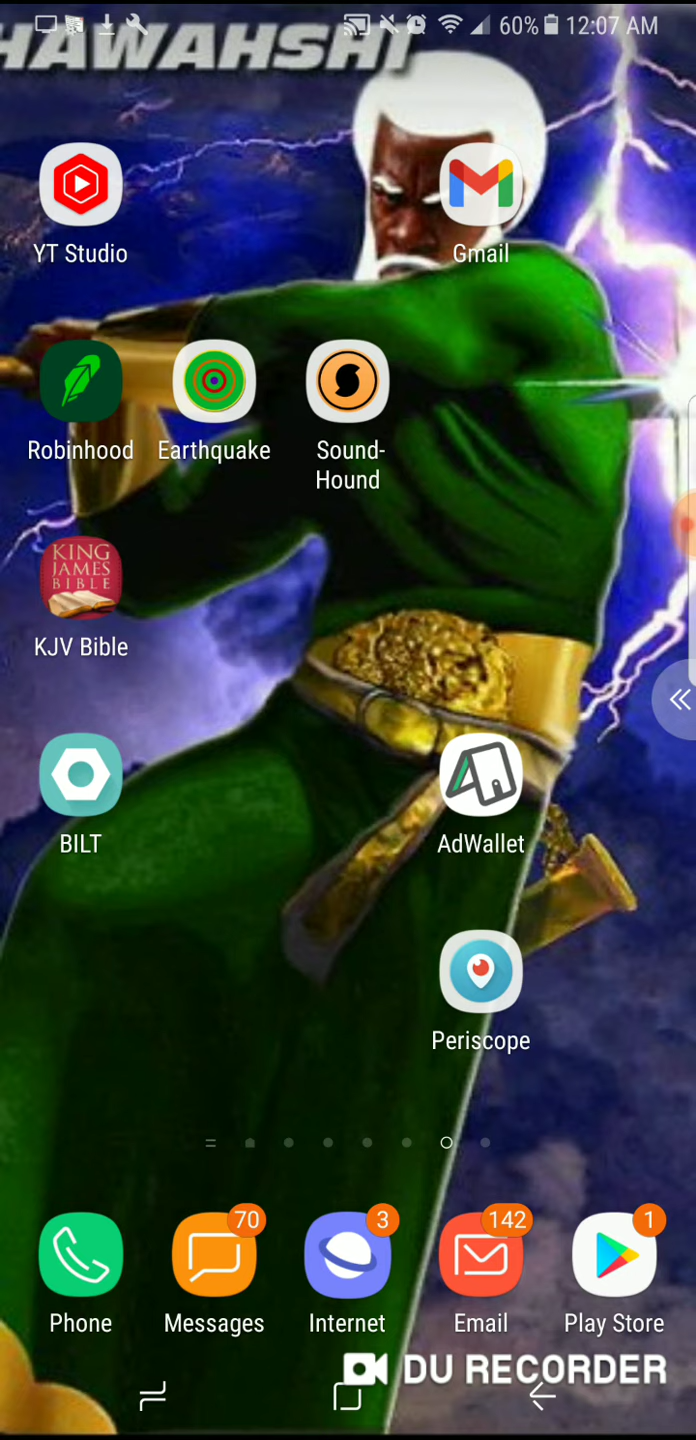 60% 12:07 AM
HAWAHSHI
YT Studio
Gmail
Robinhood
Earthquake
Sound-
Hound
KING
JAMES
BIBLE
KJV Bible
BILT
AdWallet
Periscope
70
3
142
1
Phone
Messages
Internet
Email
Play Store
DU RECORDER